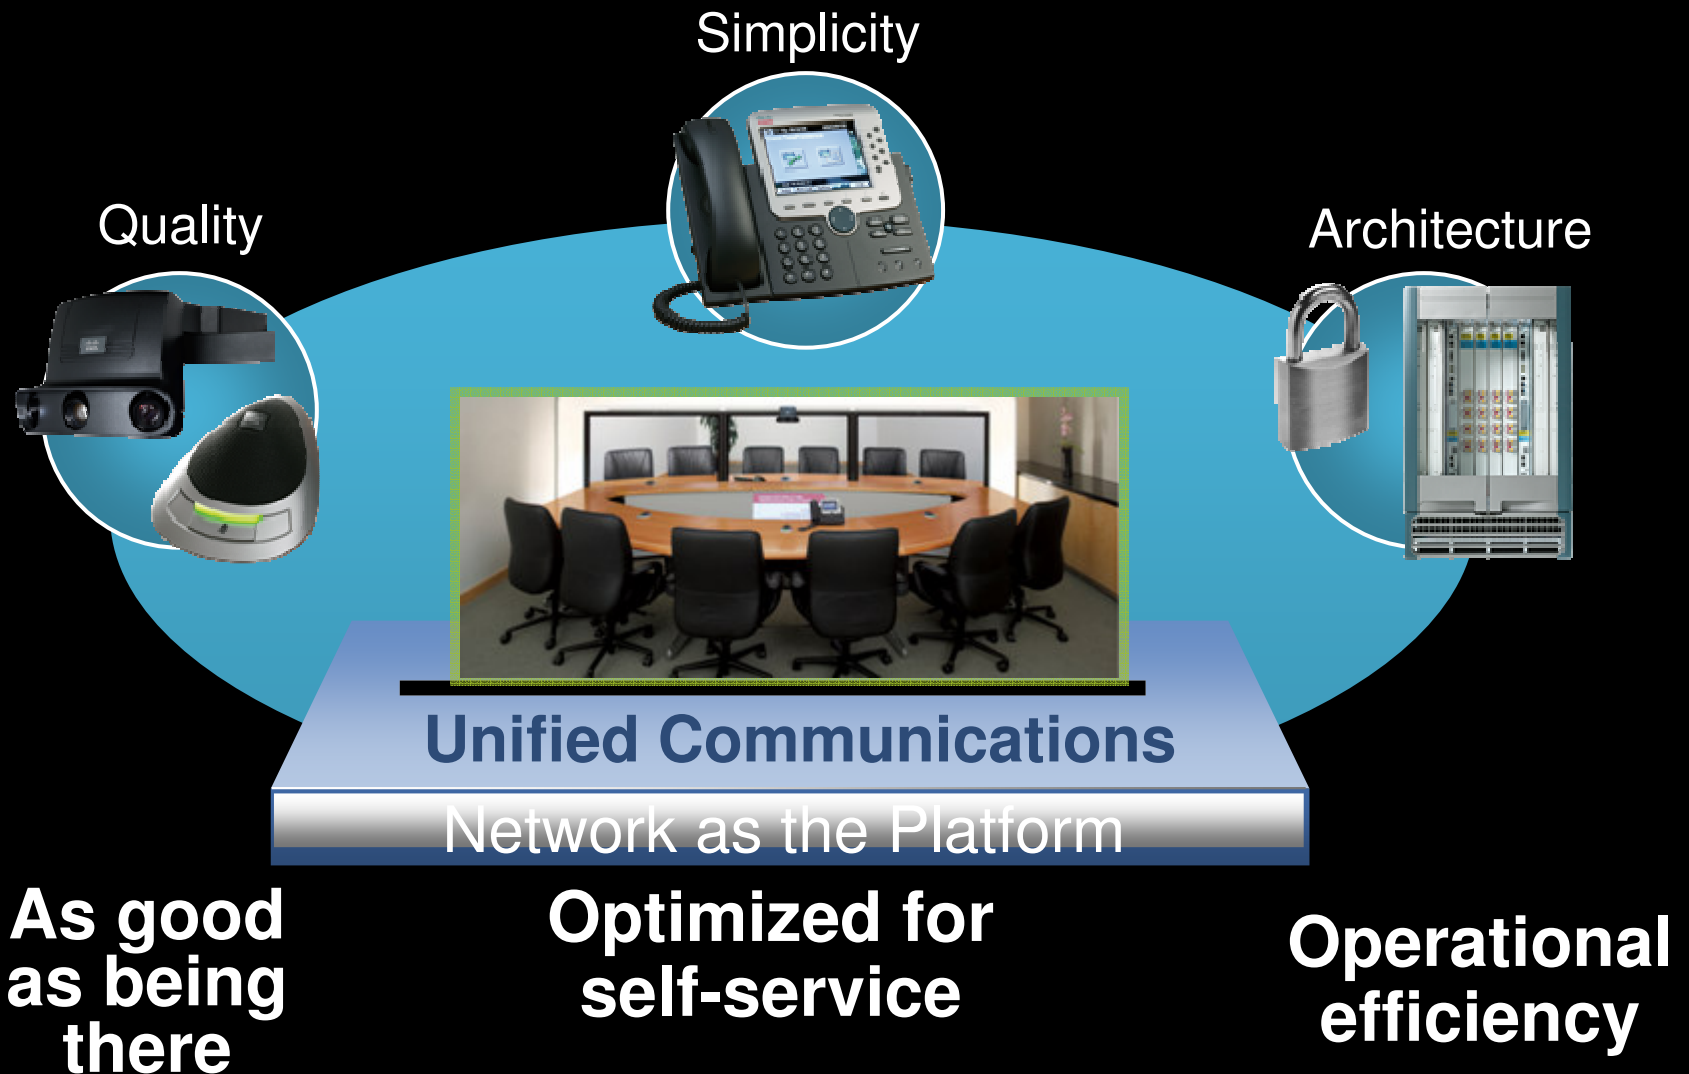 Simplicity
Quality
Architecture
Unified Communications
Network as the Platform
As good
as being
there
Optimized for
self-service
Operational
efficiency